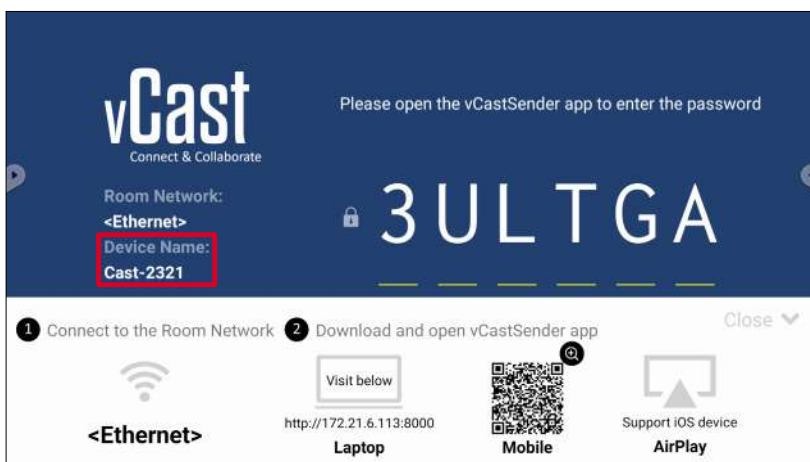 vCast
Connect & Collaborate
Please open the vCastSender app to enter the password
Room Network:
<Ethernet>
Device Name:
Cast-2321
3ULTGA
1 Connect to the Room Network
2 Download and open vCastSender app
Close
<Ethernet>
Visit below
http://172.21.6.113:8000
Laptop
Mobile
Support iOS device
AirPlay